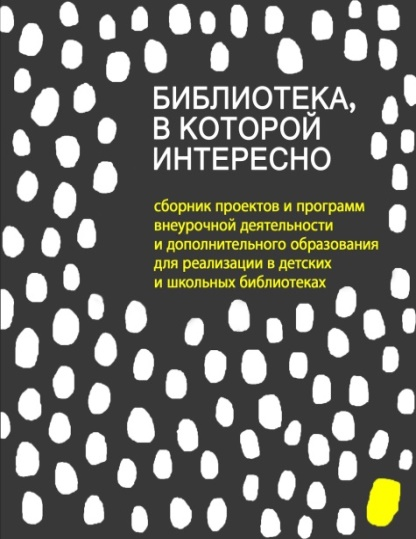 БИБЛИОТЕКА,
В КОТОРОЙ
ИНТЕРЕСНО
сборник проектов и программ
внеурочной деятельности
и дополнительного образования
для реализации в детских
и школьных библиотеках